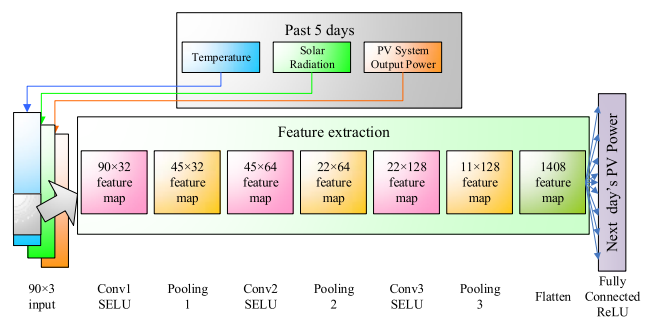 Past 5 days
Temperature
Solar
Radiation
PV System
Output Power
Feature extraction
90×32
feature
map
45×32
feature
map
45×64
feature
map
22×64
feature
map
22×128
feature
map
11×128
feature
map
1408
feature
map
Next day's PV Power
90×3
input
Conv1
SELU
Pooling
1
Conv2
SELU
Pooling
2
Conv3
SELU
Pooling
3
Flatten
Fully
Connected
ReLU